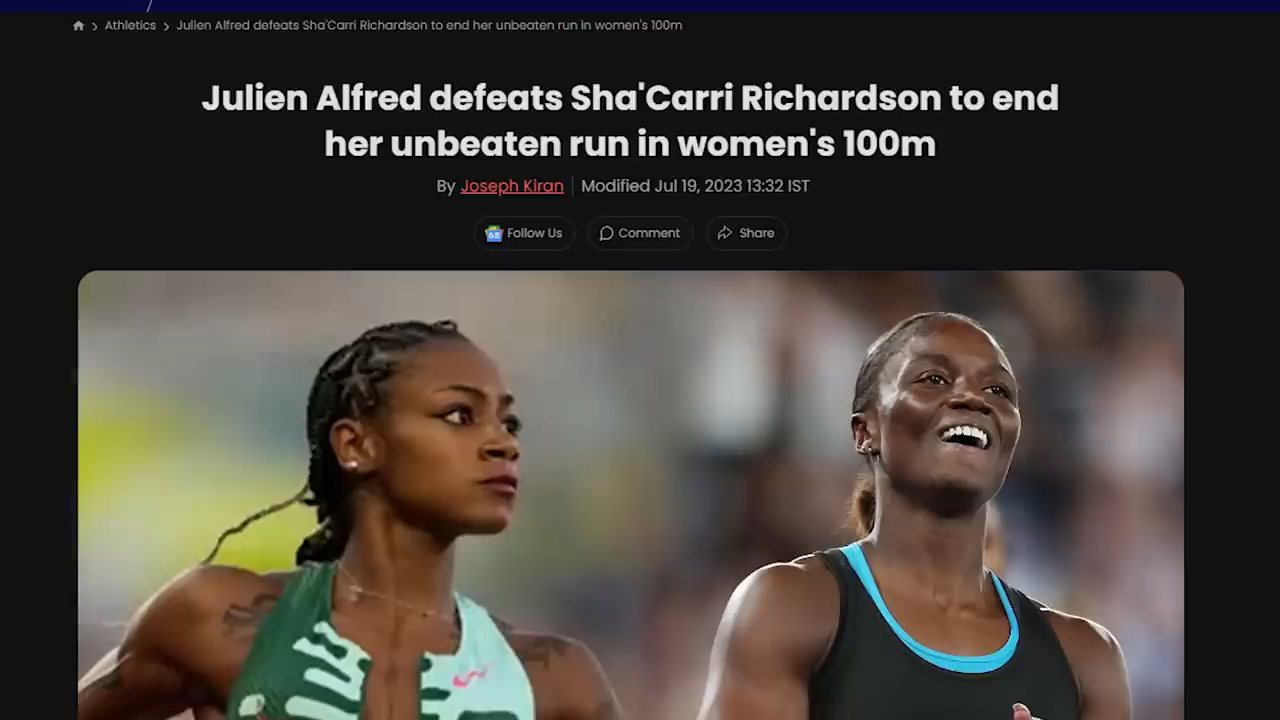 Athletics Julien Alfred defeats Sha'Carri Richardson to end her unbeaten run in women's 100m
Julien Alfred defeats Sha'Carri Richardson to end
her unbeaten run in women's 100m
By Joseph Kiran Modified Jul 19, 2023 13:32 IST
Follow Us Comment Share